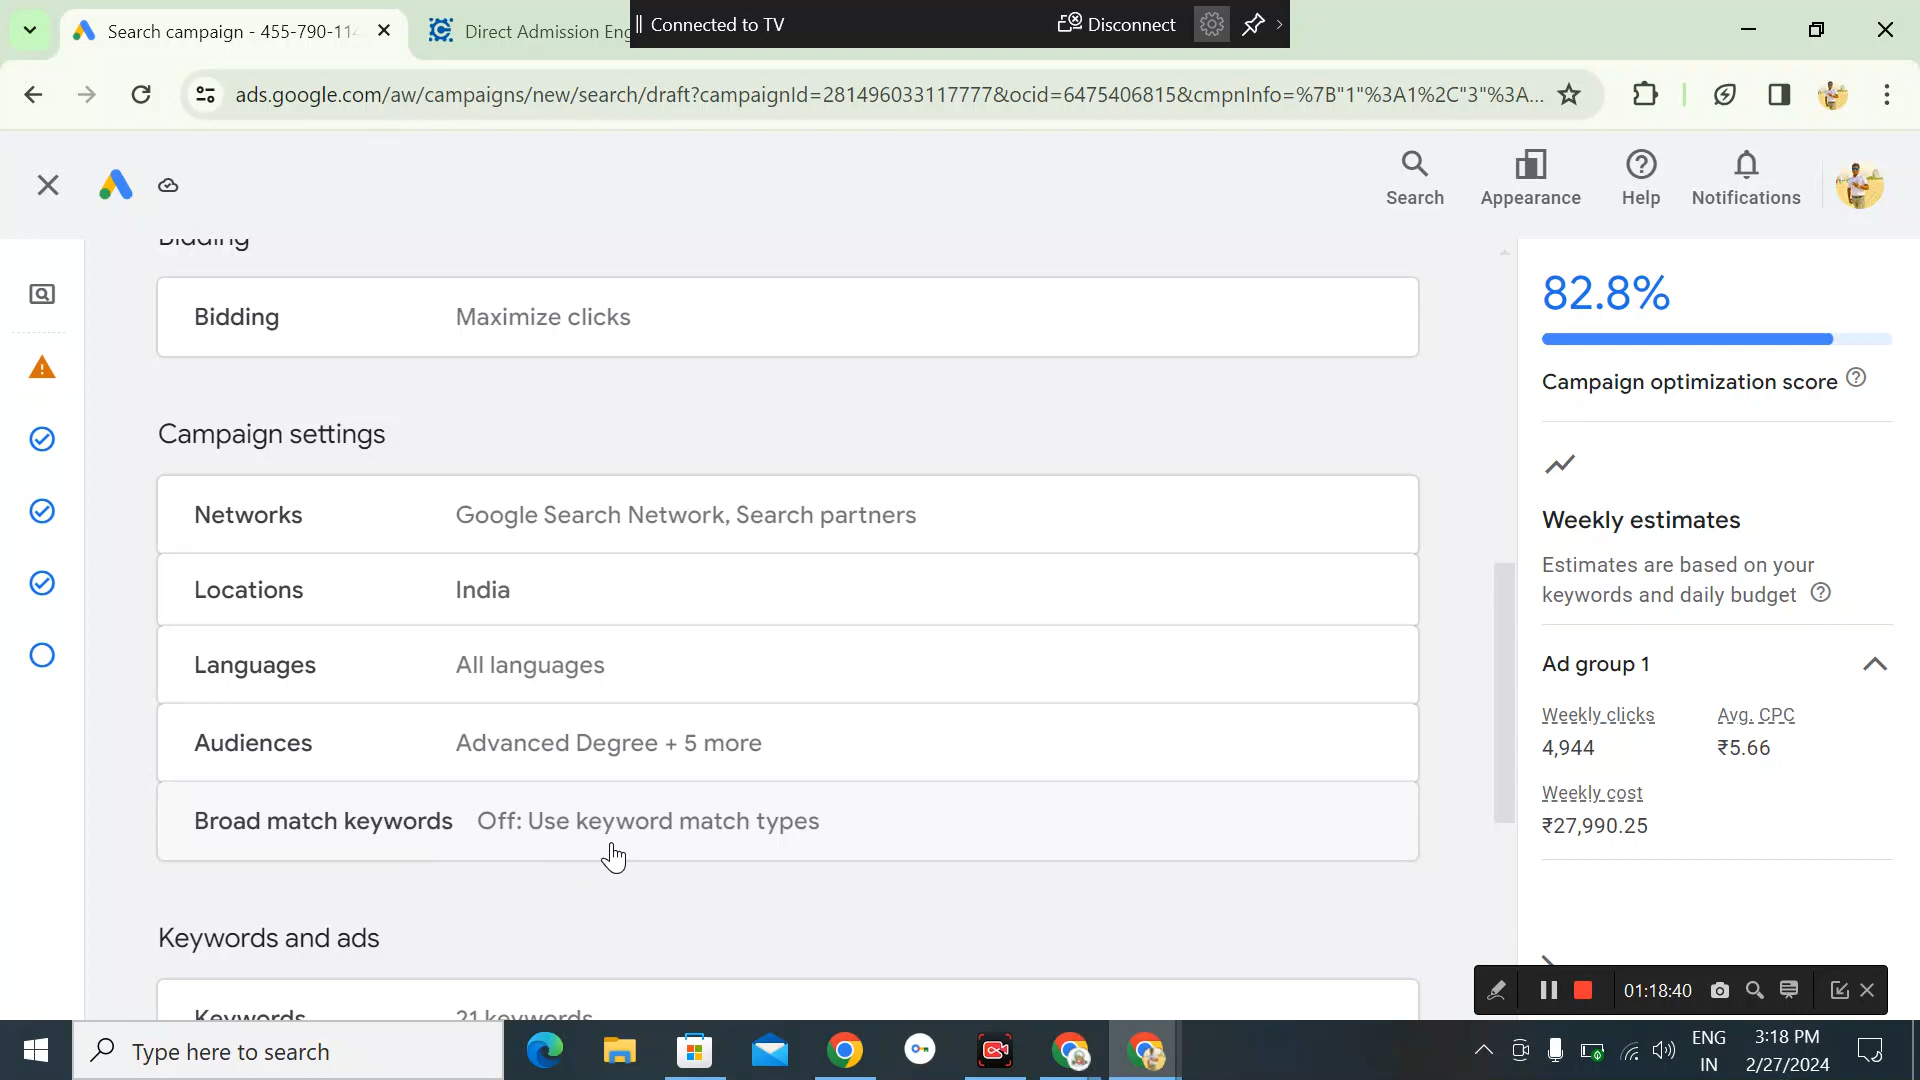 Search campaign - 455-790-114
Direct Admission Eng
Connected to TV
Disconnect
ads.google.com/aw/campaigns/new/search/draft?campaignId=281496033117777&ocid=6475406815&cmpnInfo=%7B"1"%3A1%2C"3"%3A...
Search
Appearance
Help
Notifications
Bidding
Bidding Maximize clicks
Campaign settings
Networks Google Search Network, Search partners
Locations India
Languages All languages
Audiences Advanced Degree + 5 more
Broad match keywords Off: Use keyword match types
Keywords and ads
Keywords 21 keywords
82.8%
Campaign optimization score
Weekly estimates
Estimates are based on your
keywords and daily budget
Ad group 1
Weekly clicks Avg. CPC
4,944 ₹5.66
Weekly cost
₹27,990.25
01:18:40
Type here to search
ENG
IN
3:18 PM
2/27/2024